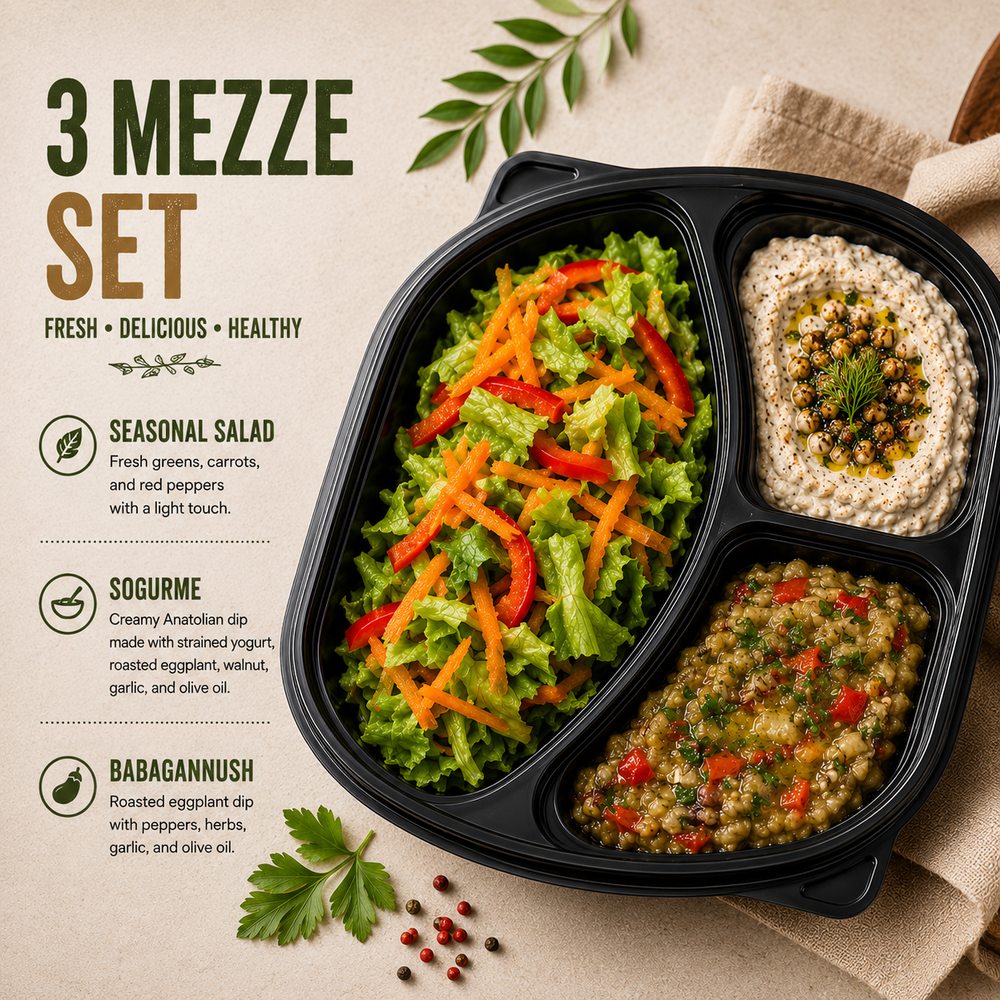 3 MEZZE
SET
FRESH • DELICIOUS • HEALTHY
SEASONAL SALAD
Fresh greens, carrots,
and red peppers
with a light touch.
SOGURME
Creamy Anatolian dip
made with strained yogurt,
roasted eggplant, walnut,
garlic, and olive oil.
BABAGANNUSH
Roasted eggplant dip
with peppers, herbs,
garlic, and olive oil.